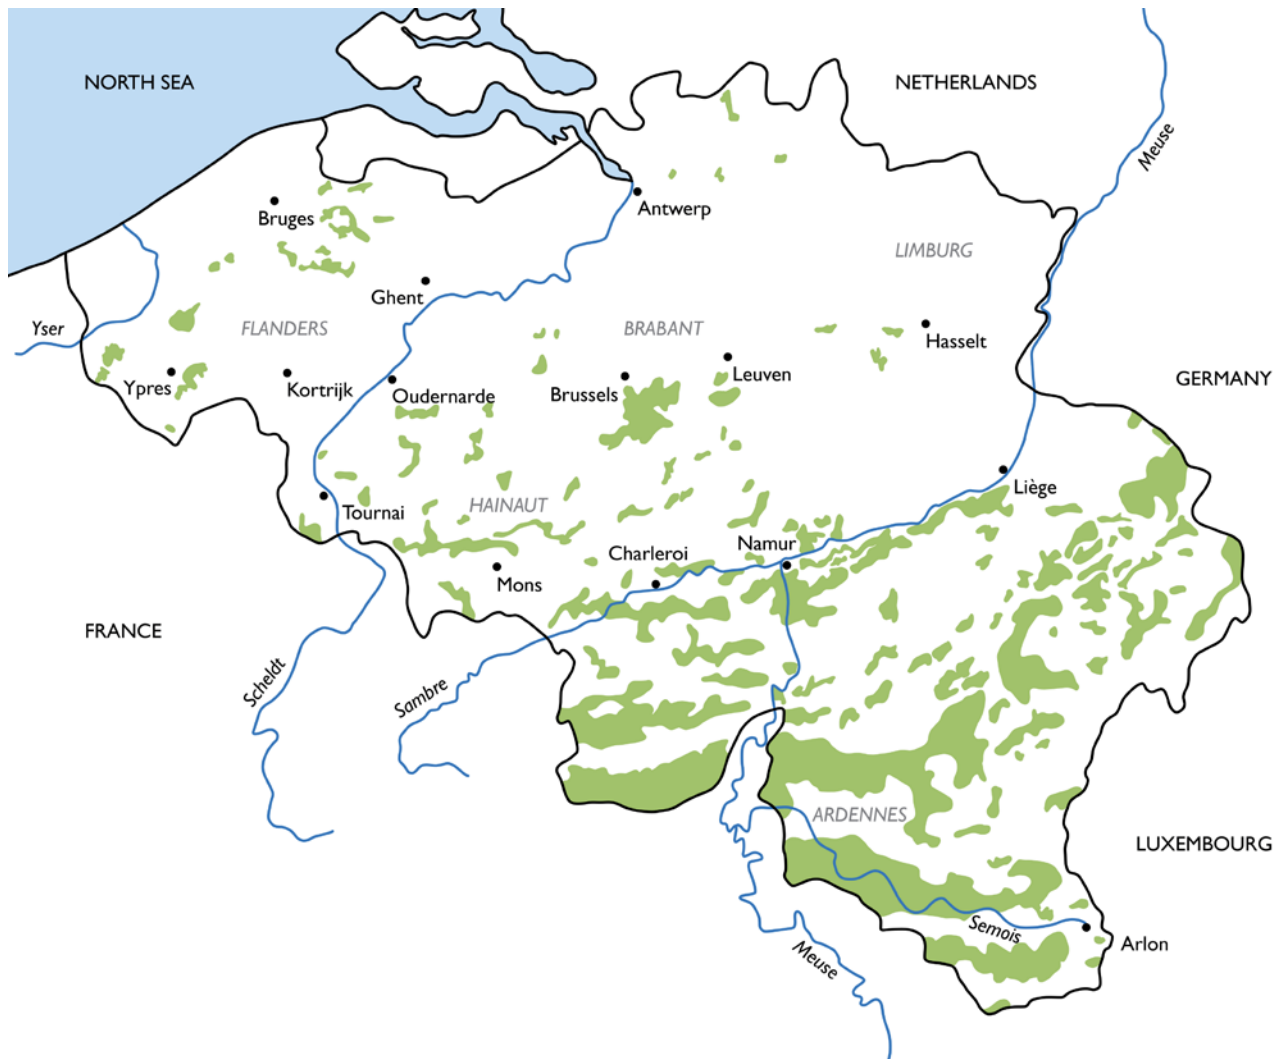 NORTH SEA
NETHERLANDS
Meuse
Antwerp
Bruges
LIMBURG
Ghent
Yser
FLANDERS
BRABANT
Hasselt
Leuven
GERMANY
Ypres
Kortrijk
Oudernarde
Brussels
Liège
HAINAUT
Tournai
Namur
Charleroi
Mons
FRANCE
Scheldt
Sambre
ARDENNES
LUXEMBOURG
Semois
Arlon
Meuse